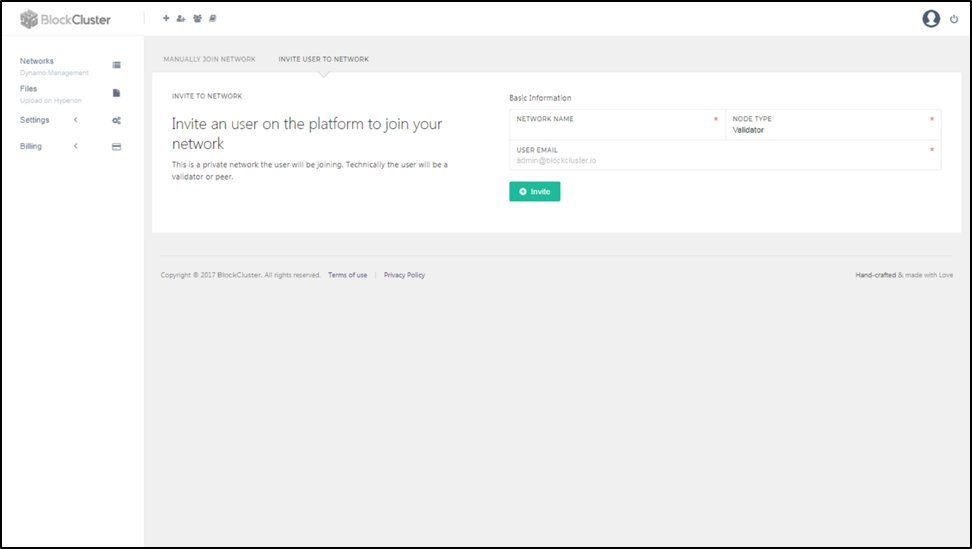 BlockCluster
Networks
Dynamo Management
Files
Upload on Hyperion
Settings
Billing
MANUALLY JOIN NETWORK
INVITE USER TO NETWORK
INVITE TO NETWORK
Invite an user on the platform to join your
network
This is a private network the user will be joining. Technically the user will be a
validator or peer.
Basic Information
NETWORK NAME *
NODE TYPE *
Validator
USER EMAIL *
admin@blockcluster.io
Invite
Copyright © 2017 BlockCluster. All rights reserved. Terms of use | Privacy Policy
Hand-crafted & made with Love